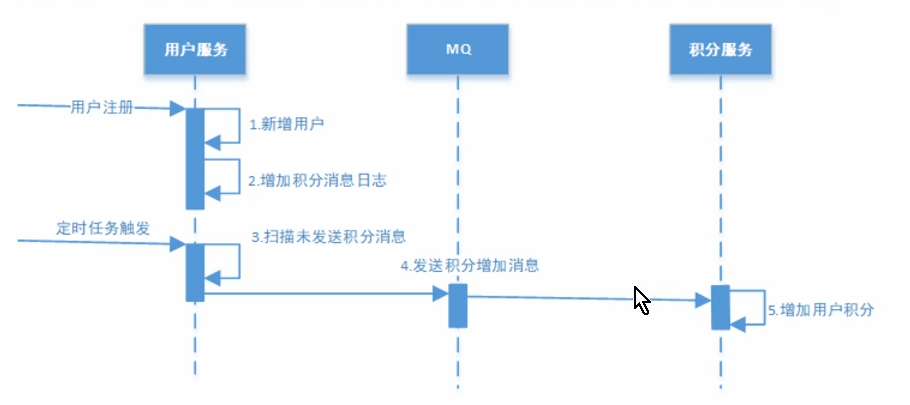 用户服务
MQ
积分服务
用户注册
1.新增用户
2.增加积分消息日志
定时任务触发
3.扫描未发送积分消息
4.发送积分增加消息
5.增加用户积分